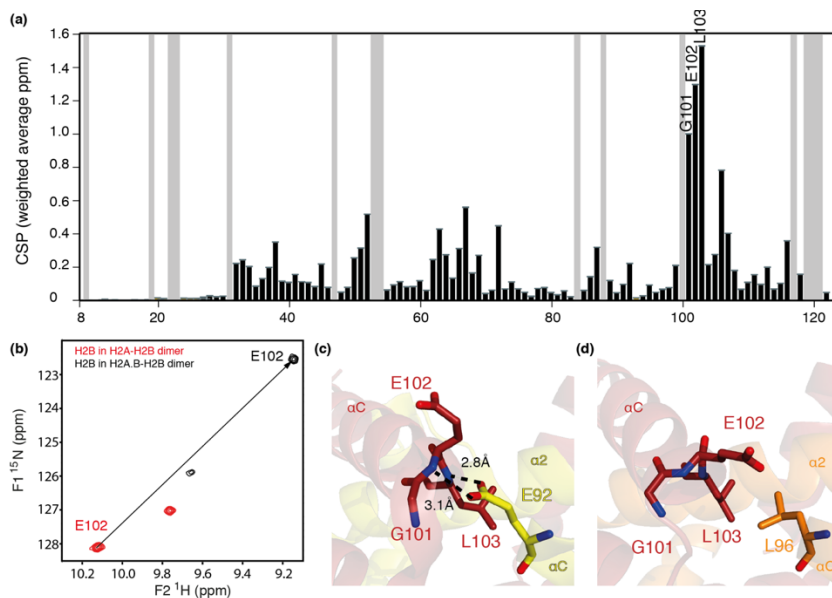 (a)
CSP (weighted average ppm)
1.6
1.4
1.2
1.0
0.8
0.6
0.4
0.2
0
G101
E102
L103
8 20 40 60 80 100 120
(b)
H2B in H2A-H2B dimer
H2B in H2A.B-H2B dimer
E102
E102
F1 ¹⁵N (ppm)
123
124
125
126
127
128
10.2 10.0 9.8 9.6 9.4 9.2
F2 ¹H (ppm)
(c)
E102
αC
2.8Å
α2
E92
3.1Å
G101
L103
αC
(d)
αC
E102
α2
G101
L103
L96
αC